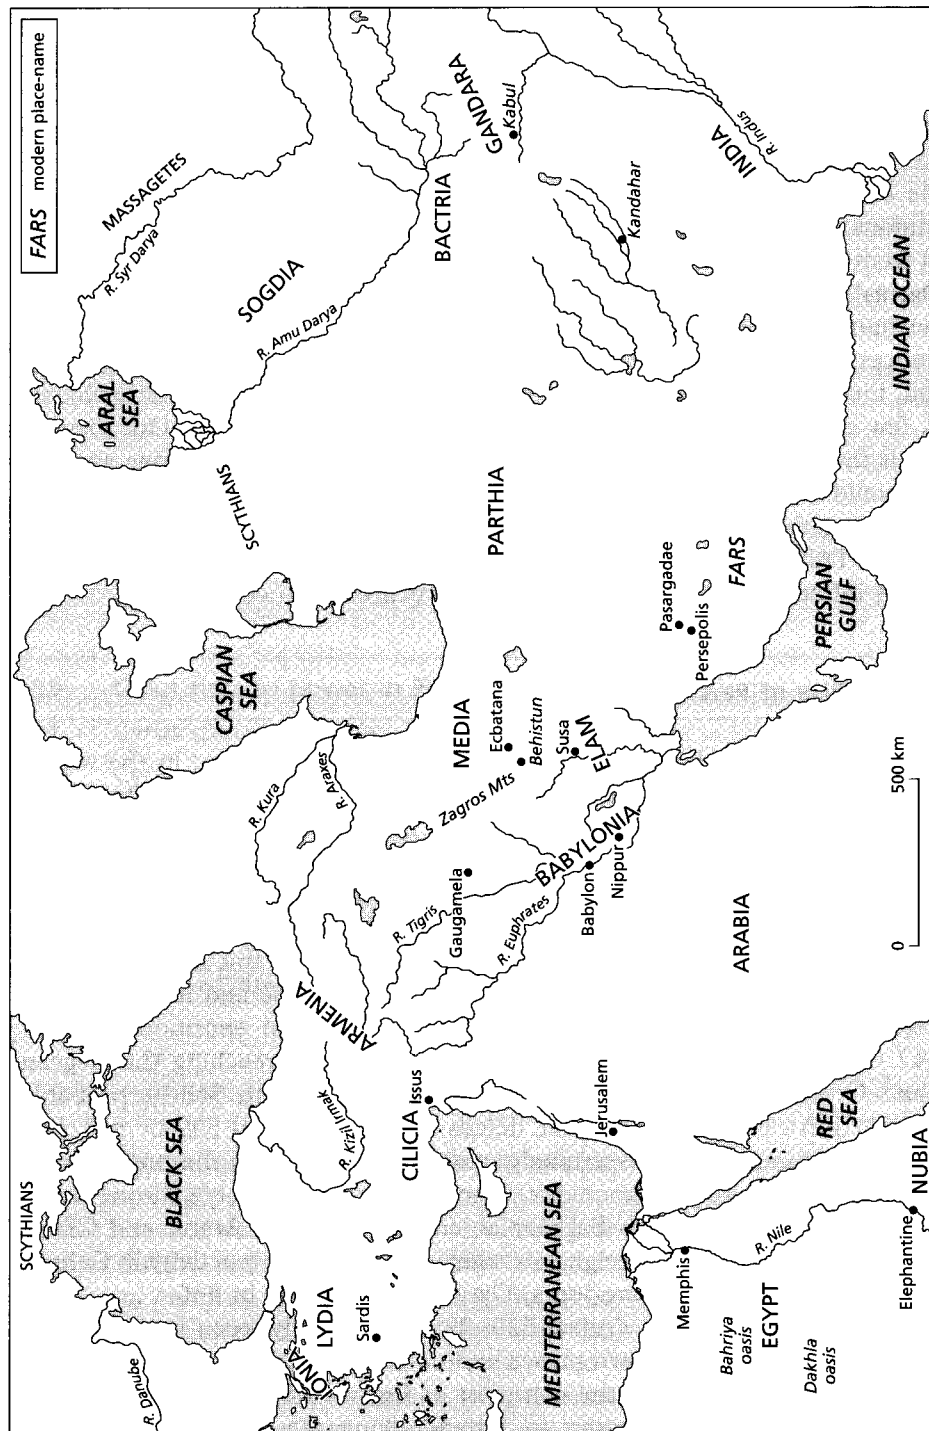 FARS modern place-name
SCYTHIANS
R. Danube
BLACK SEA
IONIA
LYDIA
Sardis
R. Kizil Irmak
CILICIA
Issus
ARMENIA
MEDITERRANEAN SEA
Jerusalem
Memphis
R. Nile
EGYPT
Bahriya
oasis
Dakhla
oasis
Elephantine
NUBIA
RED
SEA
ARABIA
R. Kura
R. Araxes
CASPIAN
SEA
R. Tigris
Gaugamela
R. Euphrates
BABYLONIA
Babylon
Nippur
Zagros Mts
MEDIA
Ecbatana
Behistun
Susa
ELAM
Pasargadae
Persepolis
FARS
PERSIAN
GULF
0 500 km
SCYTHIANS
PARTHIA
ARAL
SEA
R. Syr Darya
MASSAGETES
SOGDIA
R. Amu Darya
BACTRIA
GANDARA
Kabul
Kandahar
INDIA
R. Indus
INDIAN OCEAN